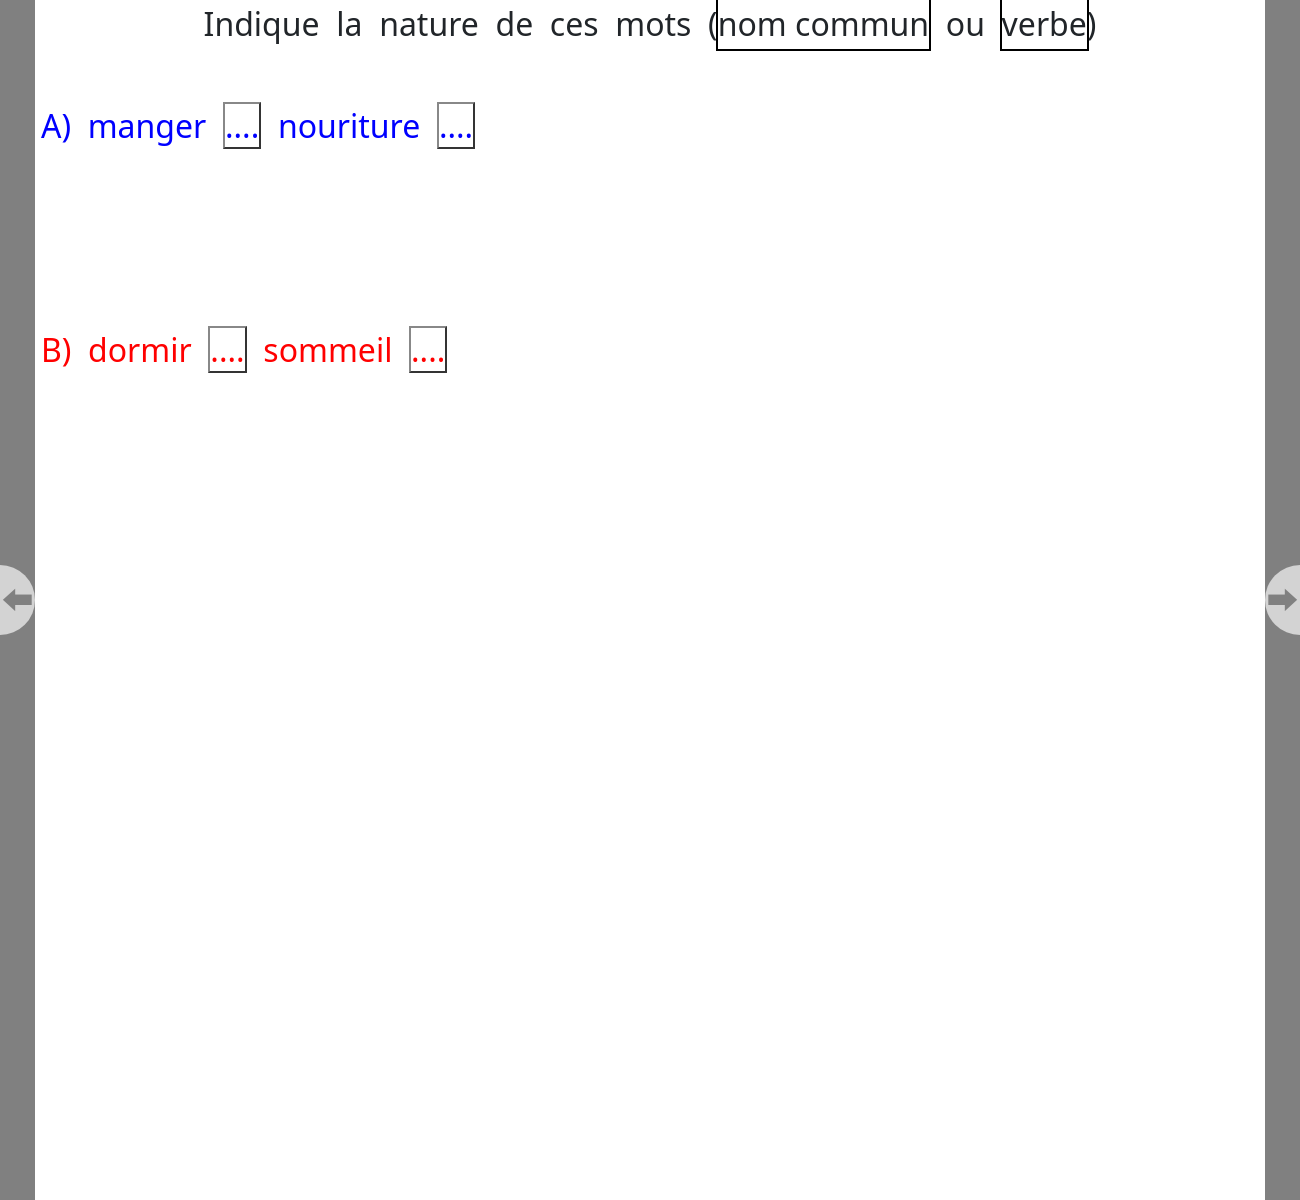 Indique la nature de ces mots (nom commun ou verbe)
A) manger .... nouriture ....
B) dormir .... sommeil ....